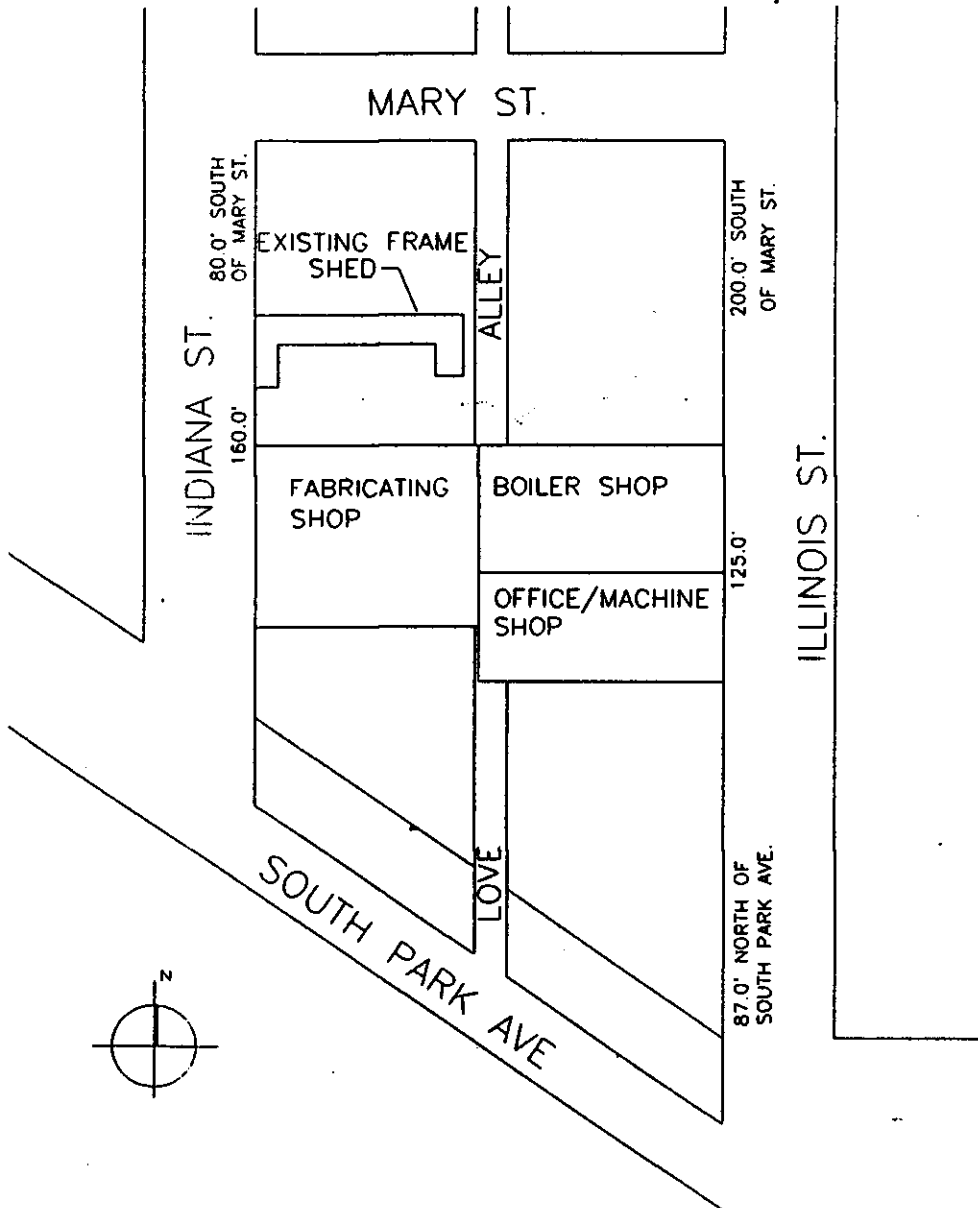 MARY ST.
80.0' SOUTH
OF MARY ST.
EXISTING FRAME
SHED
ALLEY
200.0' SOUTH
OF MARY ST.
INDIANA ST.
160.0'
FABRICATING
SHOP
BOILER SHOP
125.0'
ILLINOIS ST.
OFFICE/MACHINE
SHOP
LOVE
SOUTH PARK AVE
87.0' NORTH OF
SOUTH PARK AVE.
N